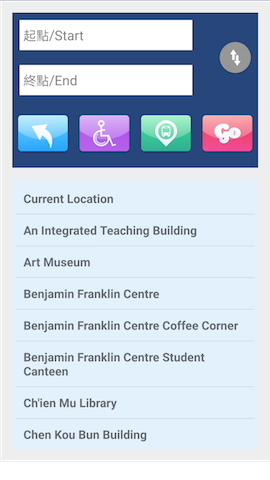 起點/Start
終點/End
Go
Current Location
An Integrated Teaching Building
Art Museum
Benjamin Franklin Centre
Benjamin Franklin Centre Coffee Corner
Benjamin Franklin Centre Student
Canteen
Ch'ien Mu Library
Chen Kou Bun Building